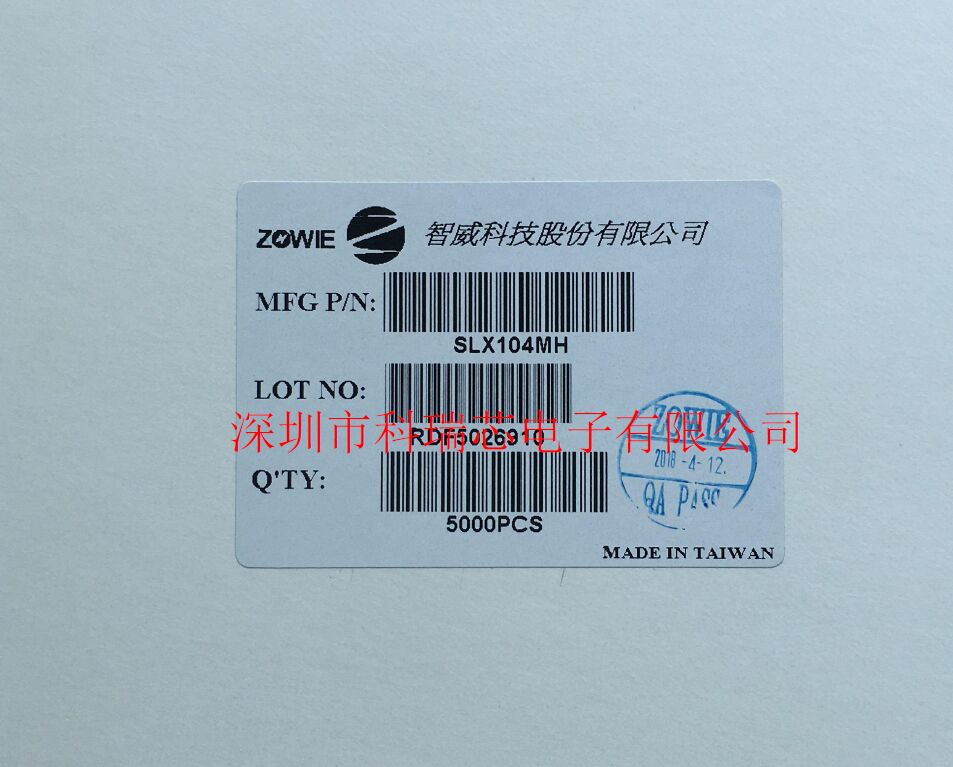 ZOWIE 智威科技股份有限公司
MFG P/N:
SLX104MH
LOT NO:
深圳市科瑞芯电子有限公司
RDF5026910
Q'TY:
5000PCS
ZOWIE
2018-4-12.
QA PASS
MADE IN TAIWAN